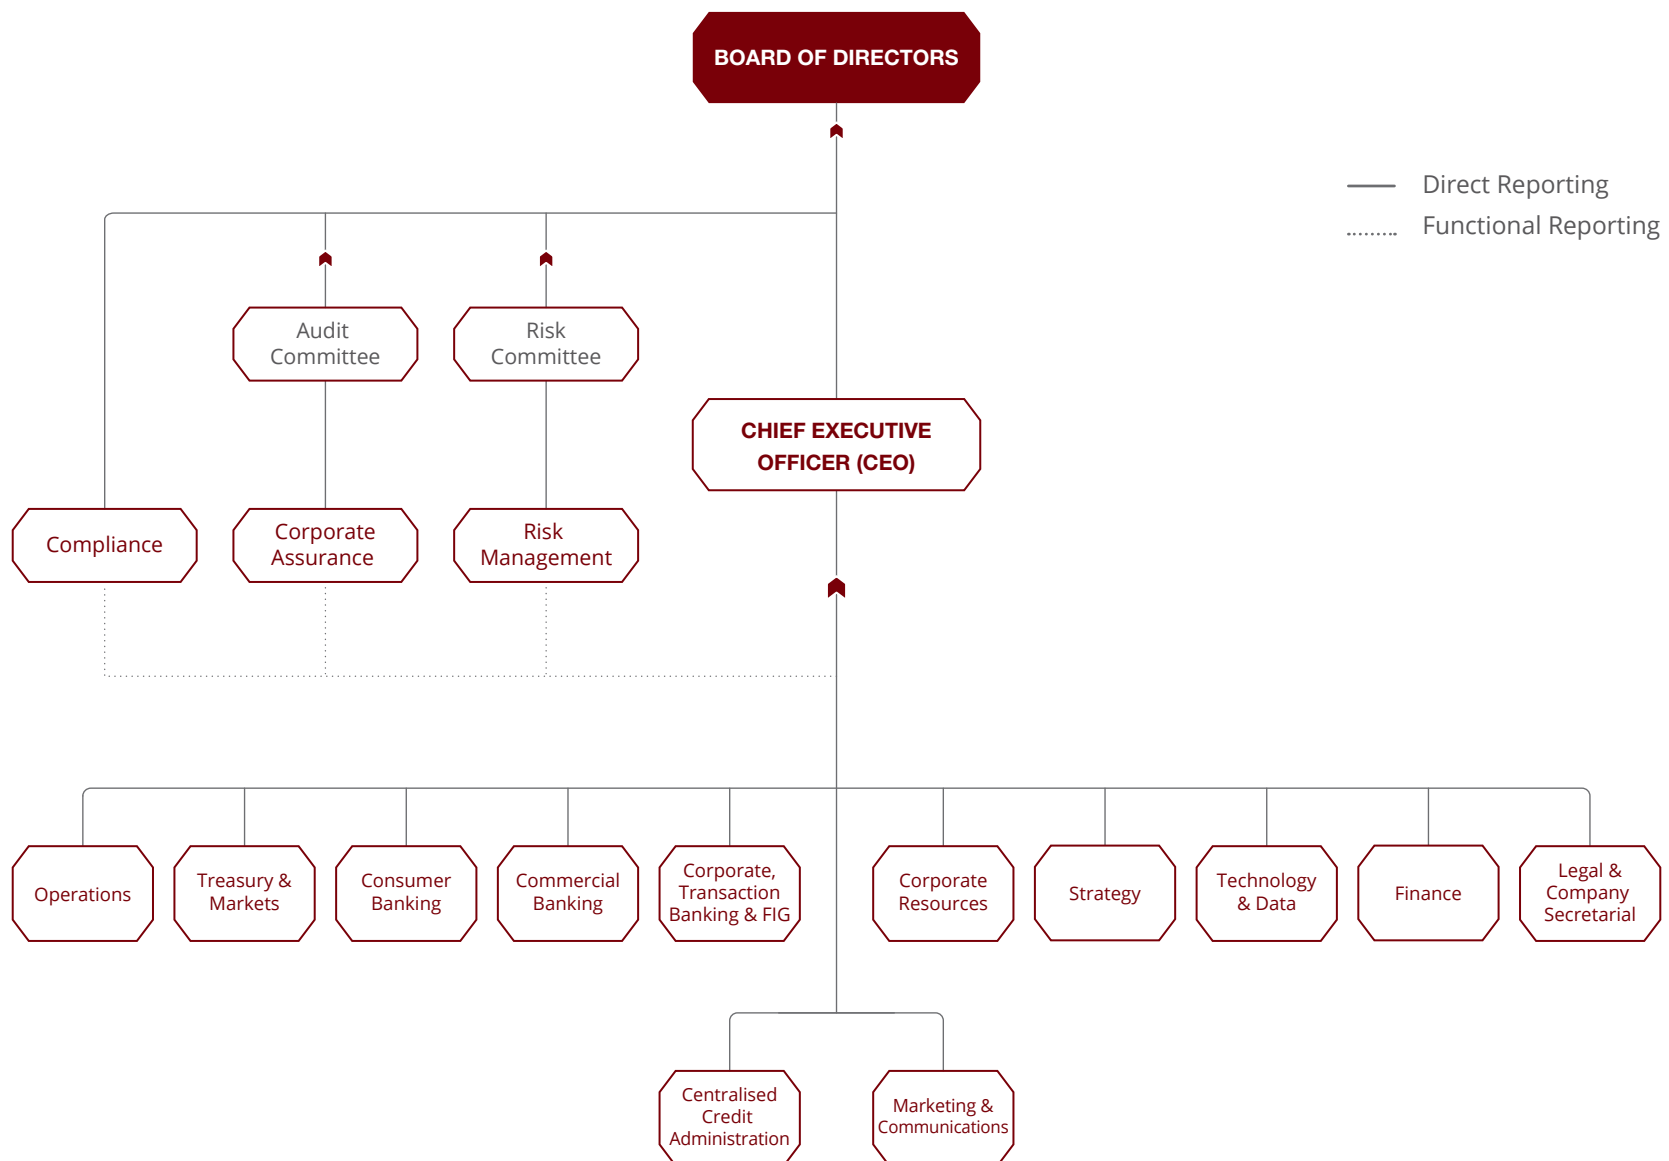 BOARD OF DIRECTORS
Direct Reporting
Functional Reporting
Audit
Committee
Risk
Committee
CHIEF EXECUTIVE
OFFICER (CEO)
Compliance
Corporate
Assurance
Risk
Management
Operations
Treasury &
Markets
Consumer
Banking
Commercial
Banking
Corporate,
Transaction
Banking & FIG
Corporate
Resources
Strategy
Technology
& Data
Finance
Legal &
Company
Secretarial
Centralised
Credit
Administration
Marketing &
Communications